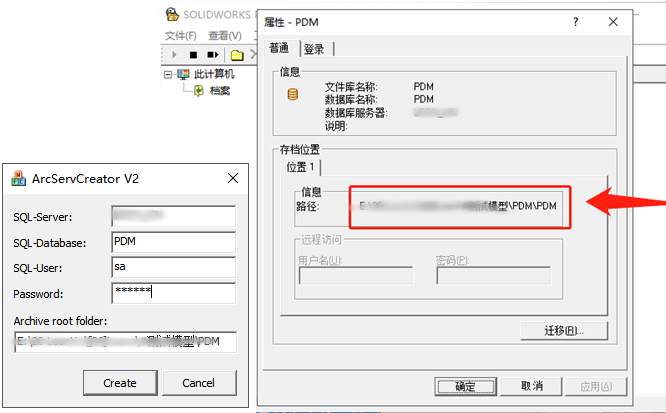 SOLIDWORKS
文件(F) 查看(V)
此计算机
档案
ArcServCreator V2
SQL-Server:
SQL-Database: PDM
SQL-User: sa
Password: ******
Archive root folder:
测试模型\PDM
Create Cancel
属性 - PDM ?
普通 登录
信息
文件库名称: PDM
数据库名称: PDM
数据库服务器:
说明:
存档位置
位置 1
信息
路径: 测试模型\PDM\PDM
远程访问
用户名(U): 密码(P):
迁移(R)...
确定 取消 应用(A)